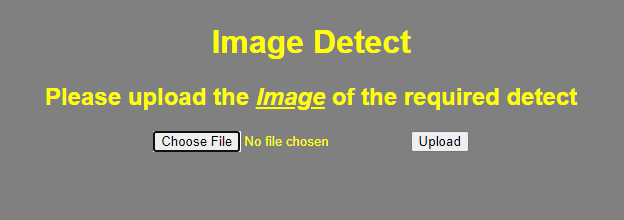 Image Detect
Please upload the Image of the required detect
Choose File No file chosen Upload